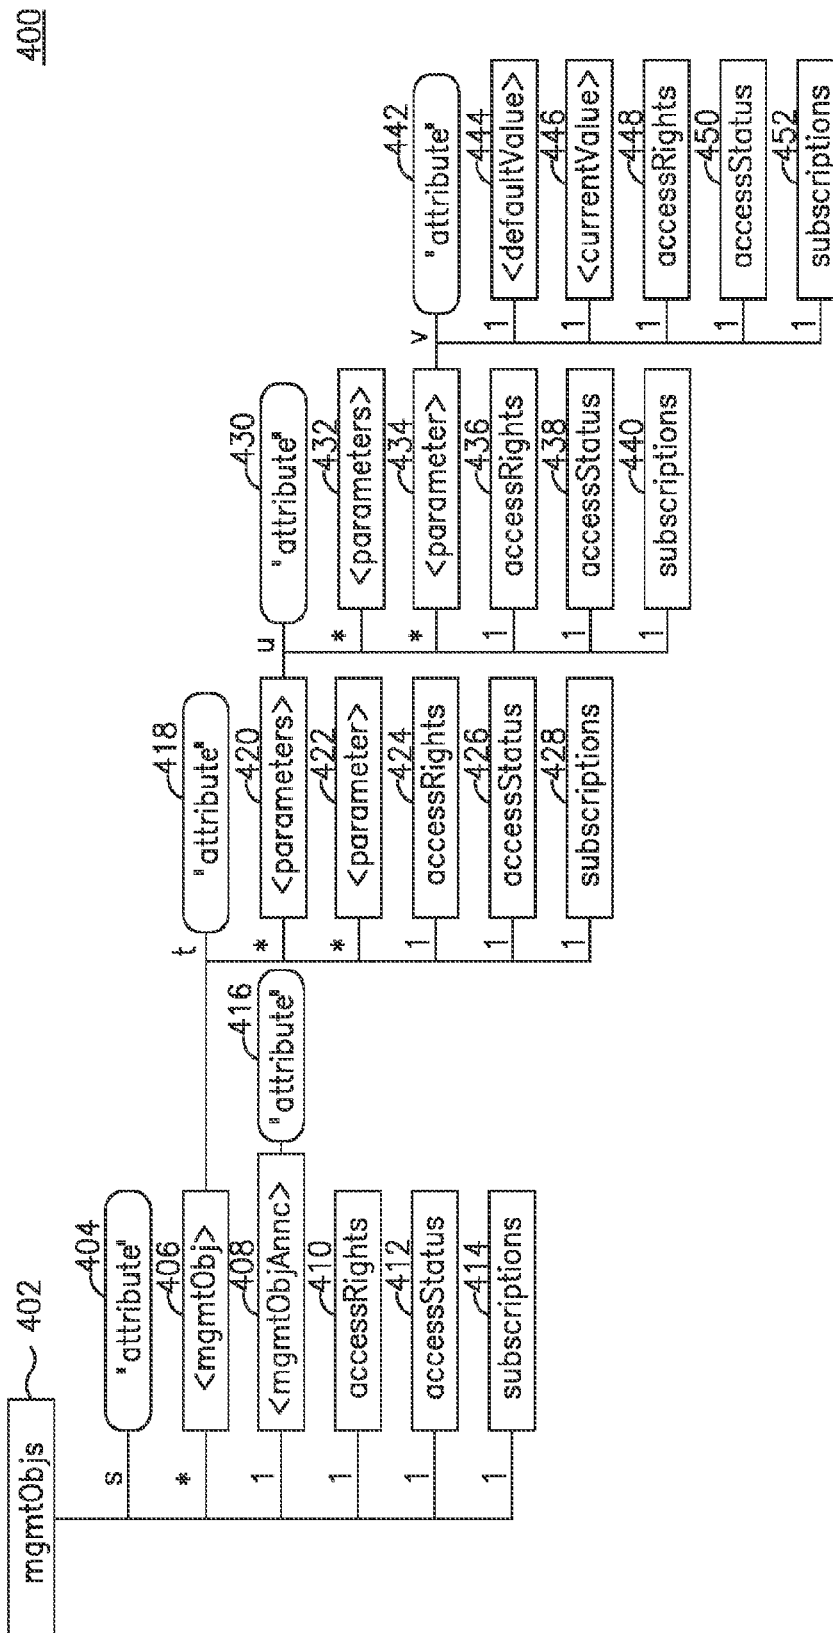 400
mgmtObjs
402
s
"attribute"
404
*
<mgmtObj>
406
1
<mgmtObjAnnc>
408
"attribute"
416
1
accessRights
410
1
accessStatus
412
1
subscriptions
414
t
"attribute"
418
*
<parameters>
420
*
<parameter>
422
1
accessRights
424
1
accessStatus
426
1
subscriptions
428
u
"attribute"
430
*
<parameters>
432
*
<parameter>
434
1
accessRights
436
1
accessStatus
438
1
subscriptions
440
v
"attribute"
442
1
<defaultValue>
444
1
<currentValue>
446
1
accessRights
448
1
accessStatus
450
1
subscriptions
452